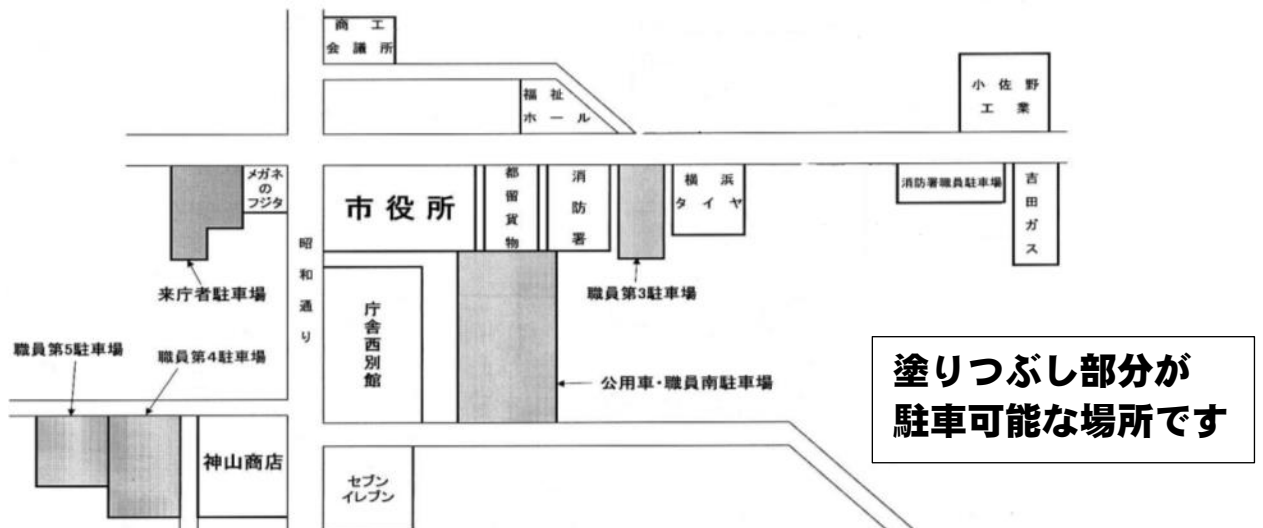 商工
会議所
福祉
ホール
小佐野
工業
メガネ
の
フジタ
市役所
都留貨物
消防署
横浜
タイヤ
消防署職員駐車場
吉田ガス
昭和通り
来庁者駐車場
職員第3駐車場
庁舎西別館
職員第5駐車場
職員第4駐車場
公用車・職員南駐車場
塗りつぶし部分が
駐車可能な場所です
神山商店
セブン
イレブン